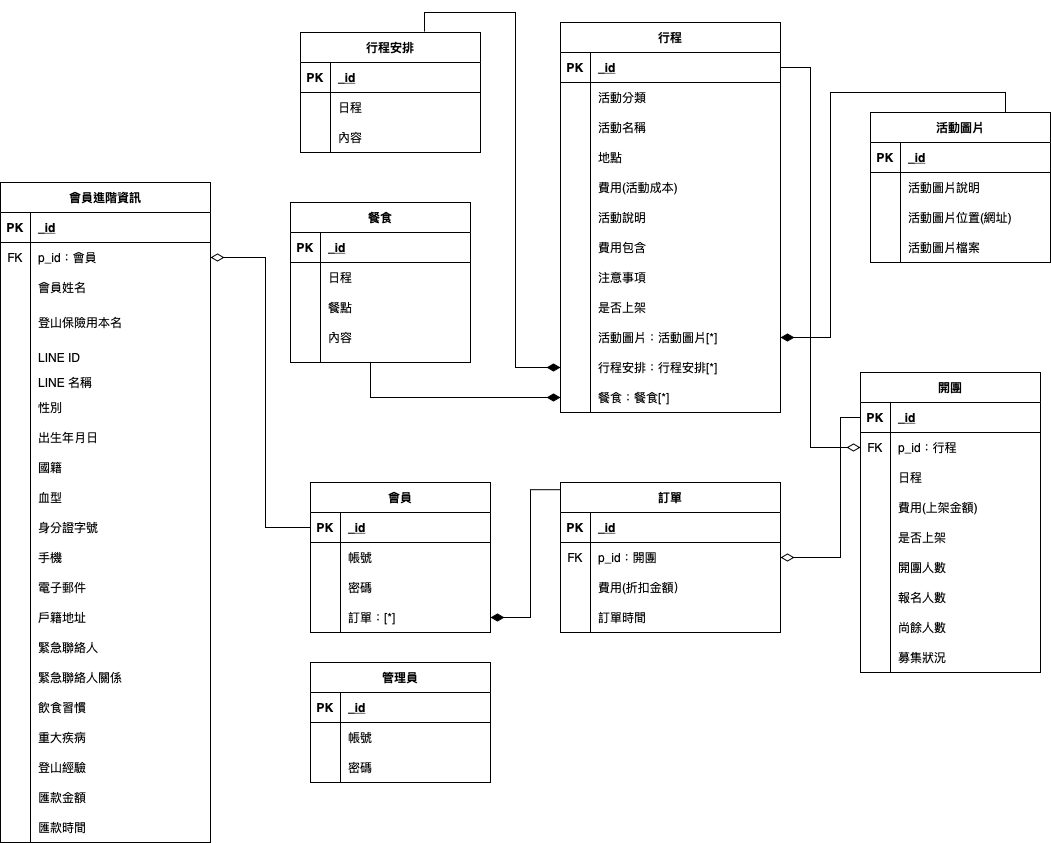 行程安排
PK _id
日程
內容
行程
PK _id
活動分類
活動名稱
地點
費用(活動成本)
活動說明
費用包含
注意事項
是否上架
活動圖片：活動圖片[*]
行程安排：行程安排[*]
餐食：餐食[*]
活動圖片
PK _id
活動圖片說明
活動圖片位置(網址)
活動圖片檔案
會員進階資訊
PK _id
FK p_id：會員
會員姓名
登山保險用本名
LINE ID
LINE 名稱
性別
出生年月日
國籍
血型
身分證字號
手機
電子郵件
戶籍地址
緊急聯絡人
緊急聯絡人關係
飲食習慣
重大疾病
登山經驗
匯款金額
匯款時間
餐食
PK _id
日程
餐點
內容
開團
PK _id
FK p_id：行程
日程
費用(上架金額)
是否上架
開團人數
報名人數
尚餘人數
募集狀況
會員
PK _id
帳號
密碼
訂單：[*]
訂單
PK _id
FK p_id：開團
費用(折扣金額）
訂單時間
管理員
PK _id
帳號
密碼